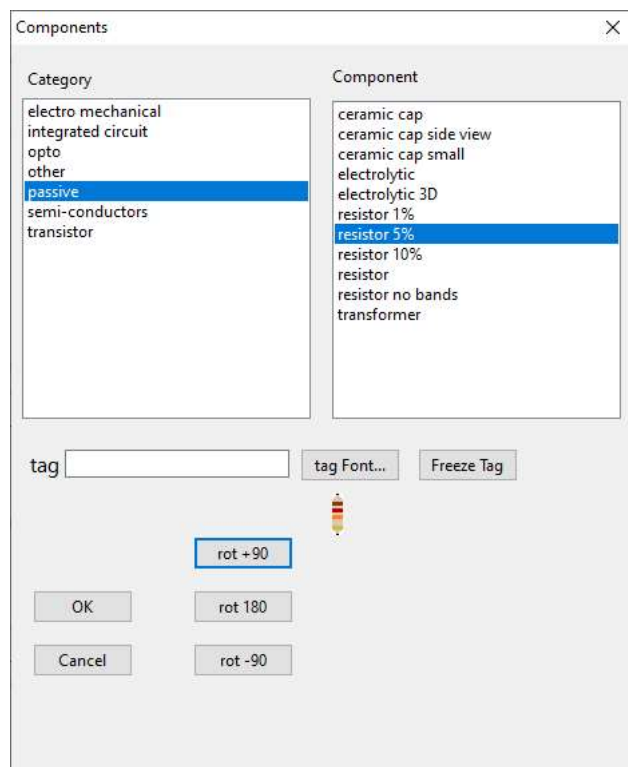 Components
Category
electro mechanical
integrated circuit
opto
other
passive
semi-conductors
transistor
Component
ceramic cap
ceramic cap side view
ceramic cap small
electrolytic
electrolytic 3D
resistor 1%
resistor 5%
resistor 10%
resistor
resistor no bands
transformer
tag
tag Font...
Freeze Tag
rot +90
OK
rot 180
Cancel
rot -90